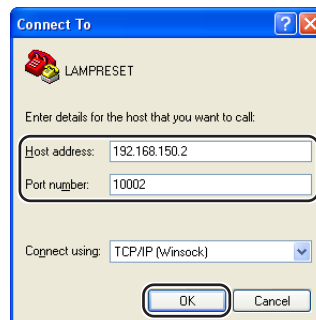 Connect To
LAMPRESET
Enter details for the host that you want to call:
Host address: 192.168.150.2
Port number: 10002
Connect using: TCP/IP (Winsock)
OK Cancel